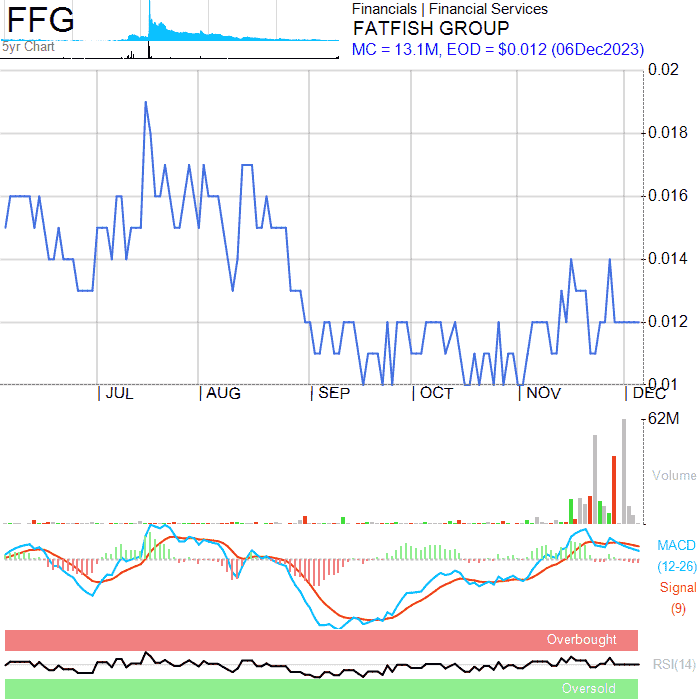 FFG
5yr Chart
Financials | Financial Services
FATFISH GROUP
MC = 13.1M, EOD = $0.012 (06Dec2023)
0.02
0.018
0.016
0.014
0.012
0.01
JUL
AUG
SEP
OCT
NOV
DEC
62M
Volume
MACD
(12-26)
Signal
(9)
Overbought
RSI(14)
Oversold